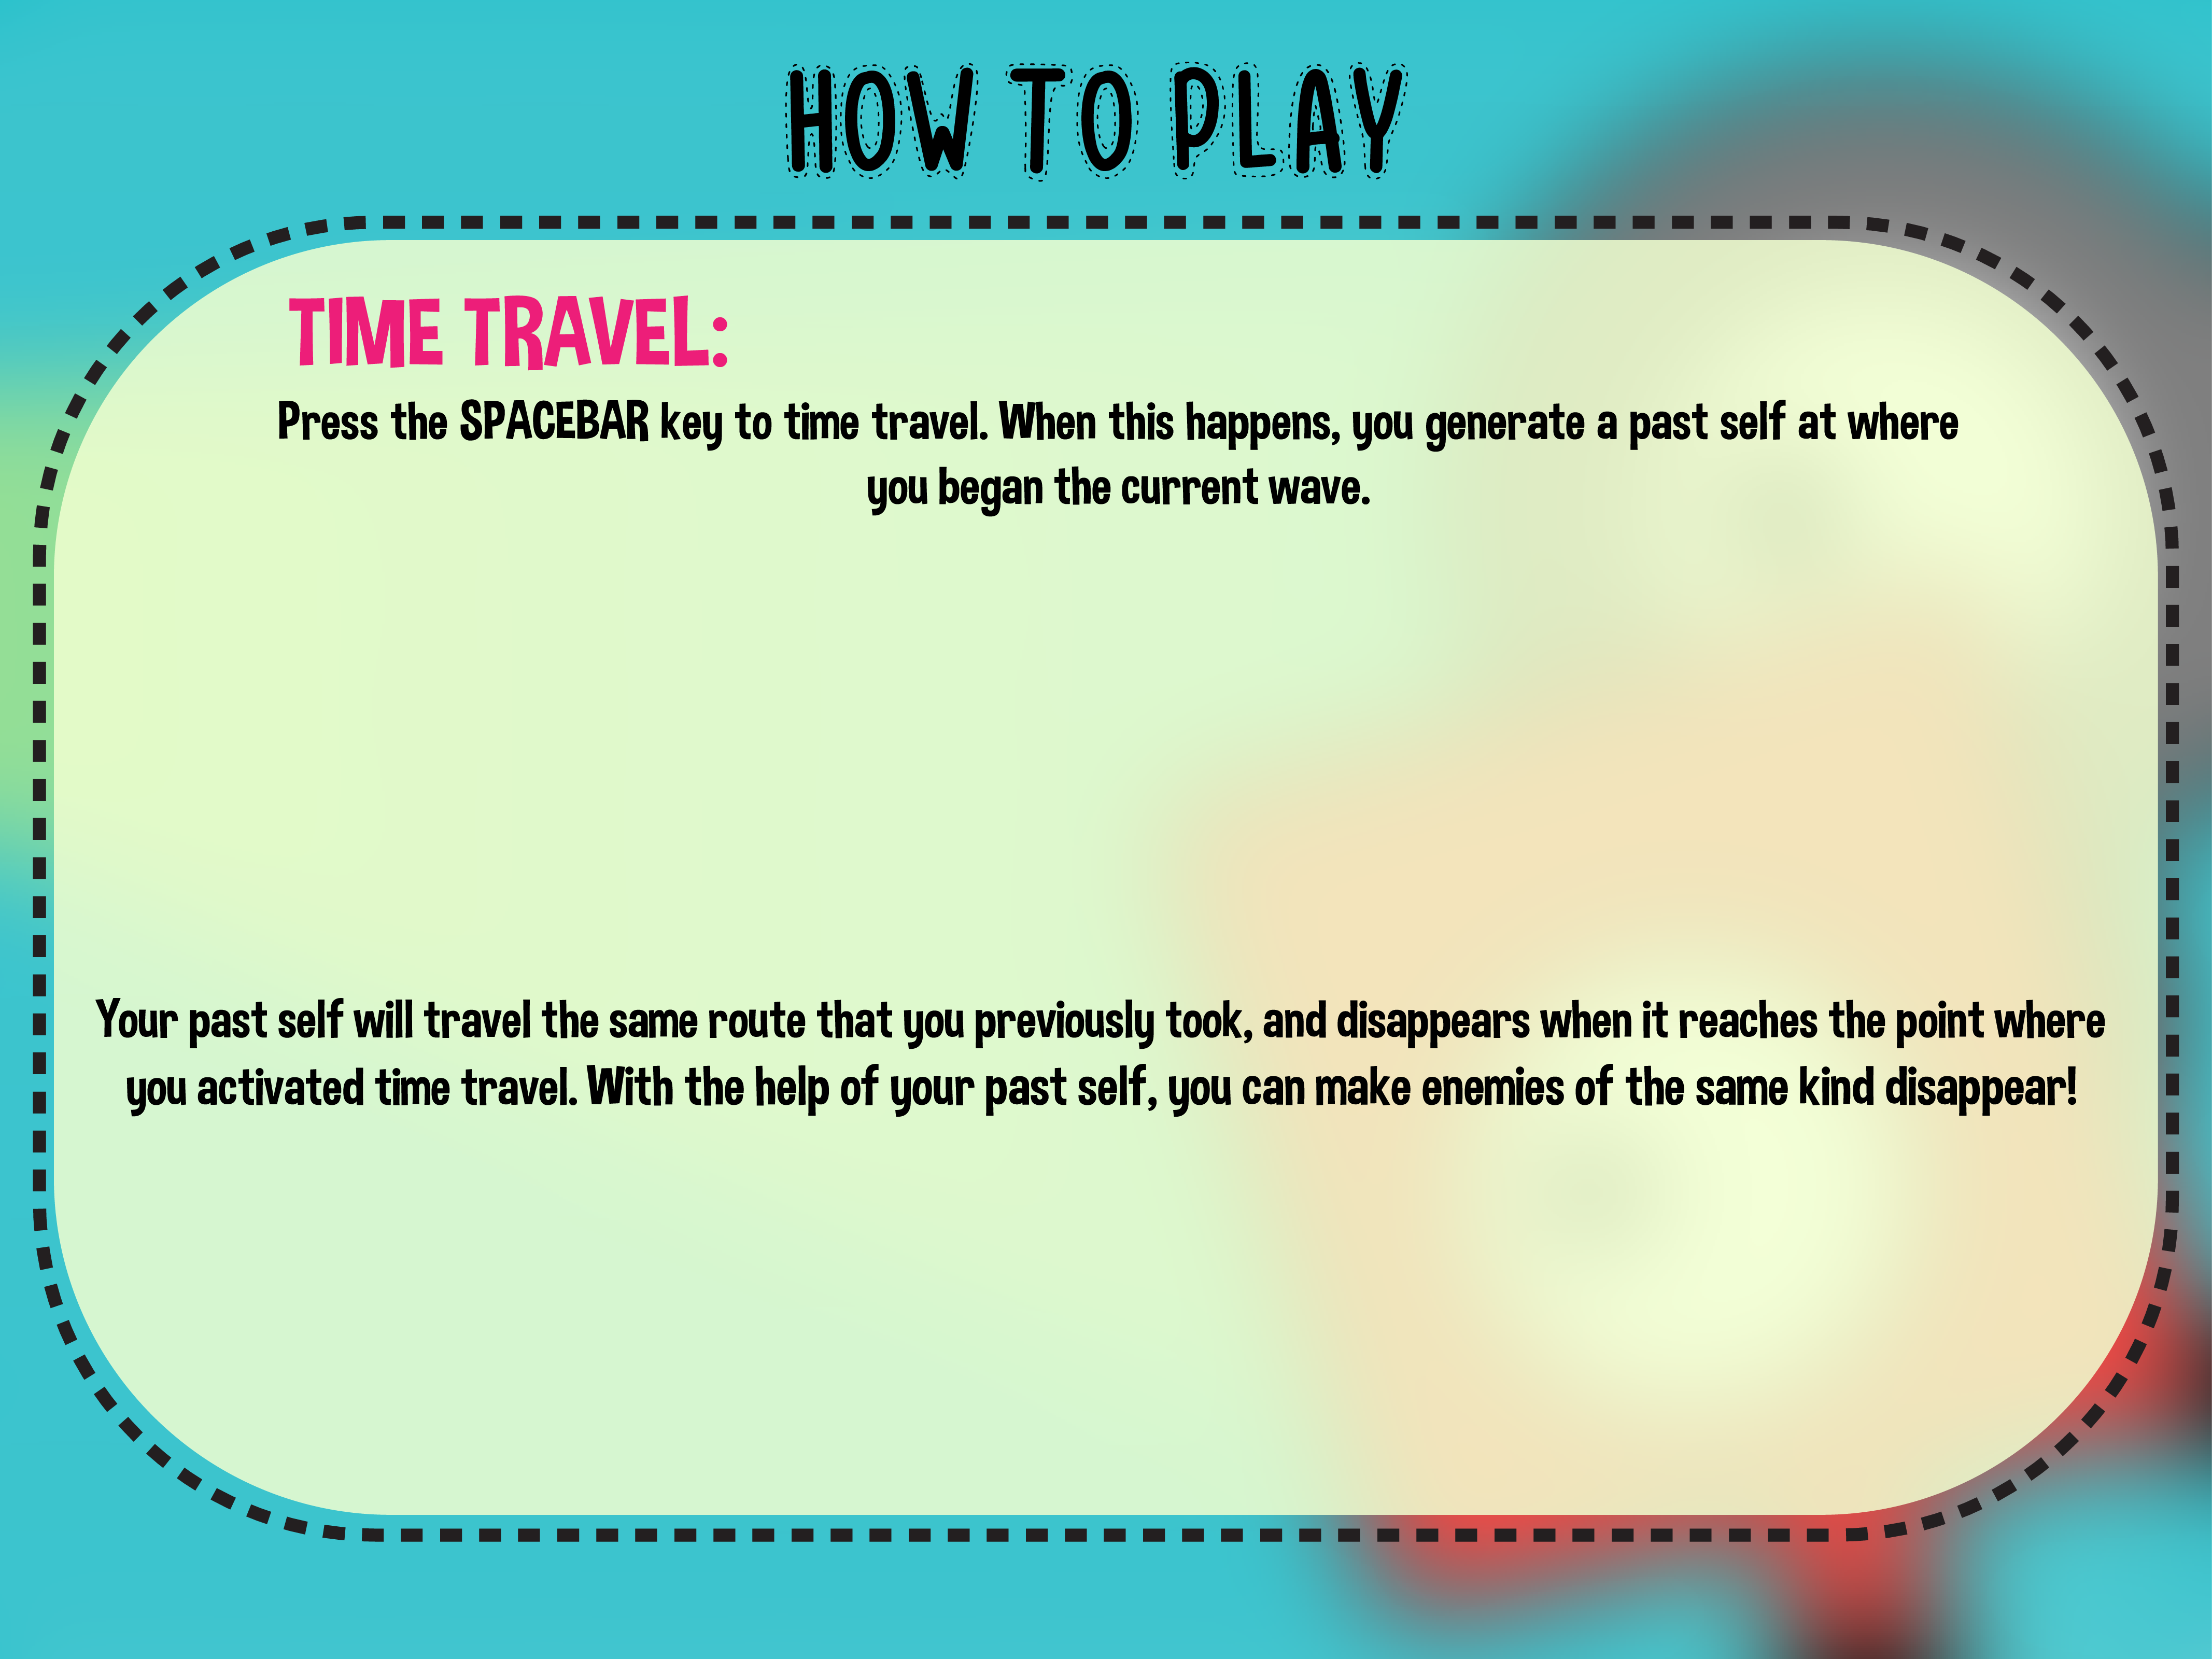 HOW TO PLAY
TIME TRAVEL:
Press the SPACEBAR key to time travel. When this happens, you generate a past self at where
you began the current wave.
Your past self will travel the same route that you previously took, and disappears when it reaches the point where
you activated time travel. With the help of your past self, you can make enemies of the same kind disappear!